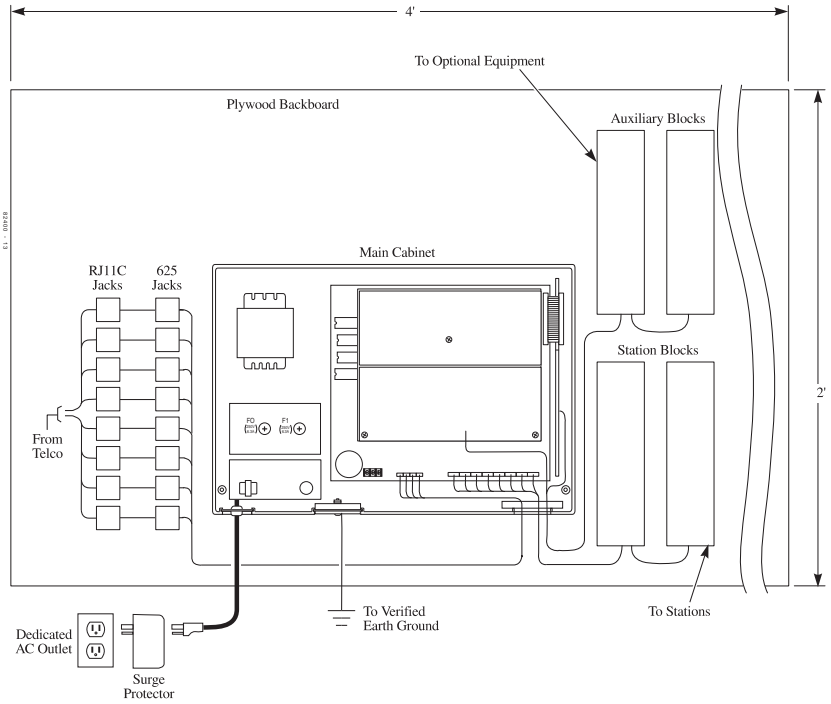 4'
To Optional Equipment
Plywood Backboard
Auxiliary Blocks
82400 - 13
Main Cabinet
RJ11C
Jacks
625
Jacks
Station Blocks
2'
F0
F1
From
Telco
To Verified
Earth Ground
To Stations
Dedicated
AC Outlet
Surge
Protector